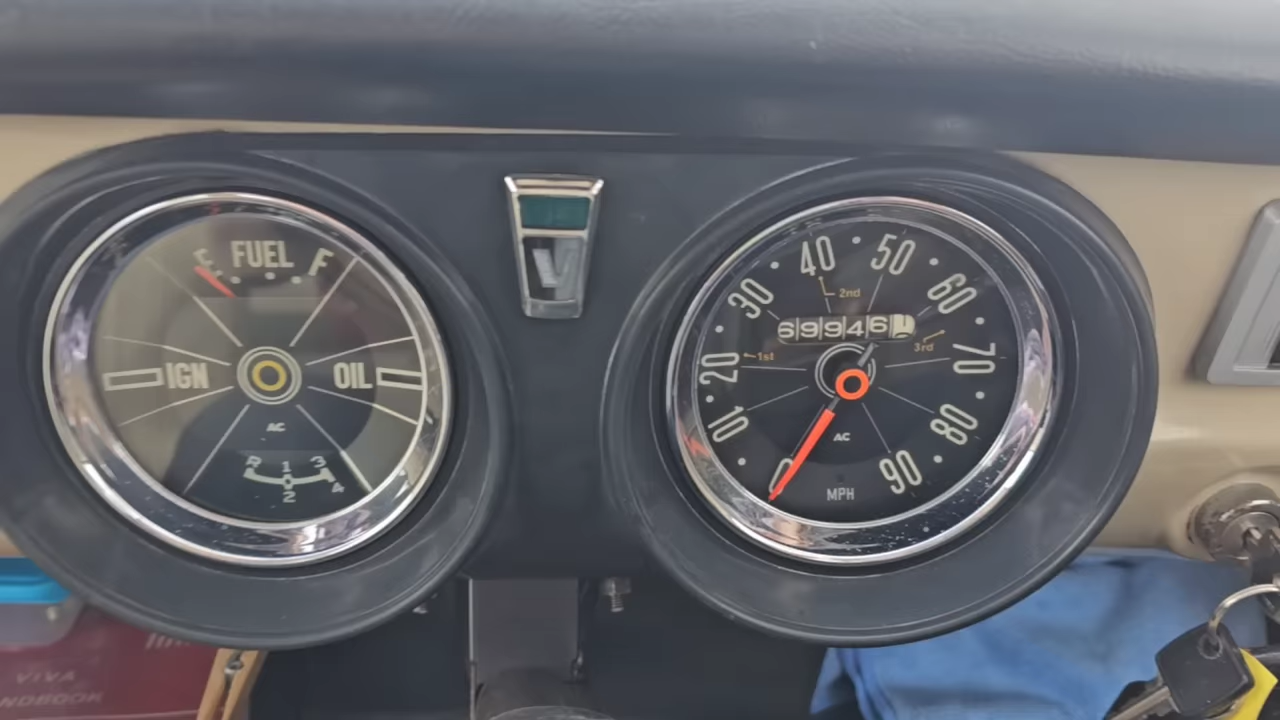 E FUEL F
IGN OIL
AC
R 1 3
2 4
V
40 50
30 60
2nd
69946
1st 3rd
20 70
10 80
AC
0 90
MPH
VIVA
HANDBOOK